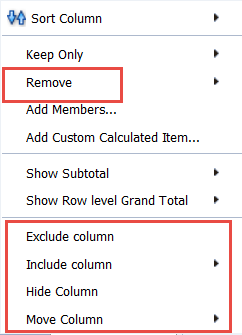 Sort Column
Keep Only
Remove
Add Members...
Add Custom Calculated Item...
Show Subtotal
Show Row level Grand Total
Exclude column
Include column
Hide Column
Move Column